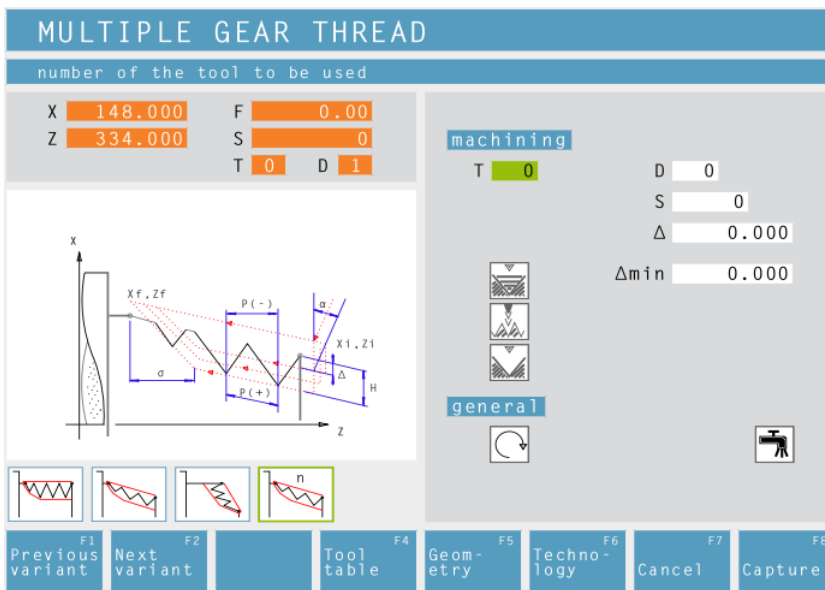 MULTIPLE GEAR THREAD
number of the tool to be used
X 148.000 F 0.00
Z 334.000 S 0
T 0 D 1
machining
T 0 D 0
S 0
Δ 0.000
Δmin 0.000
X
Xf,Zf
P(-)
α
Xi,Zi
σ
Δ
H
P(+)
Z
general
n
F1
Previous
variant
F2
Next
variant
F4
Tool
table
F5
Geom-
etry
F6
Techno-
logy
F7
Cancel
F8
Capture